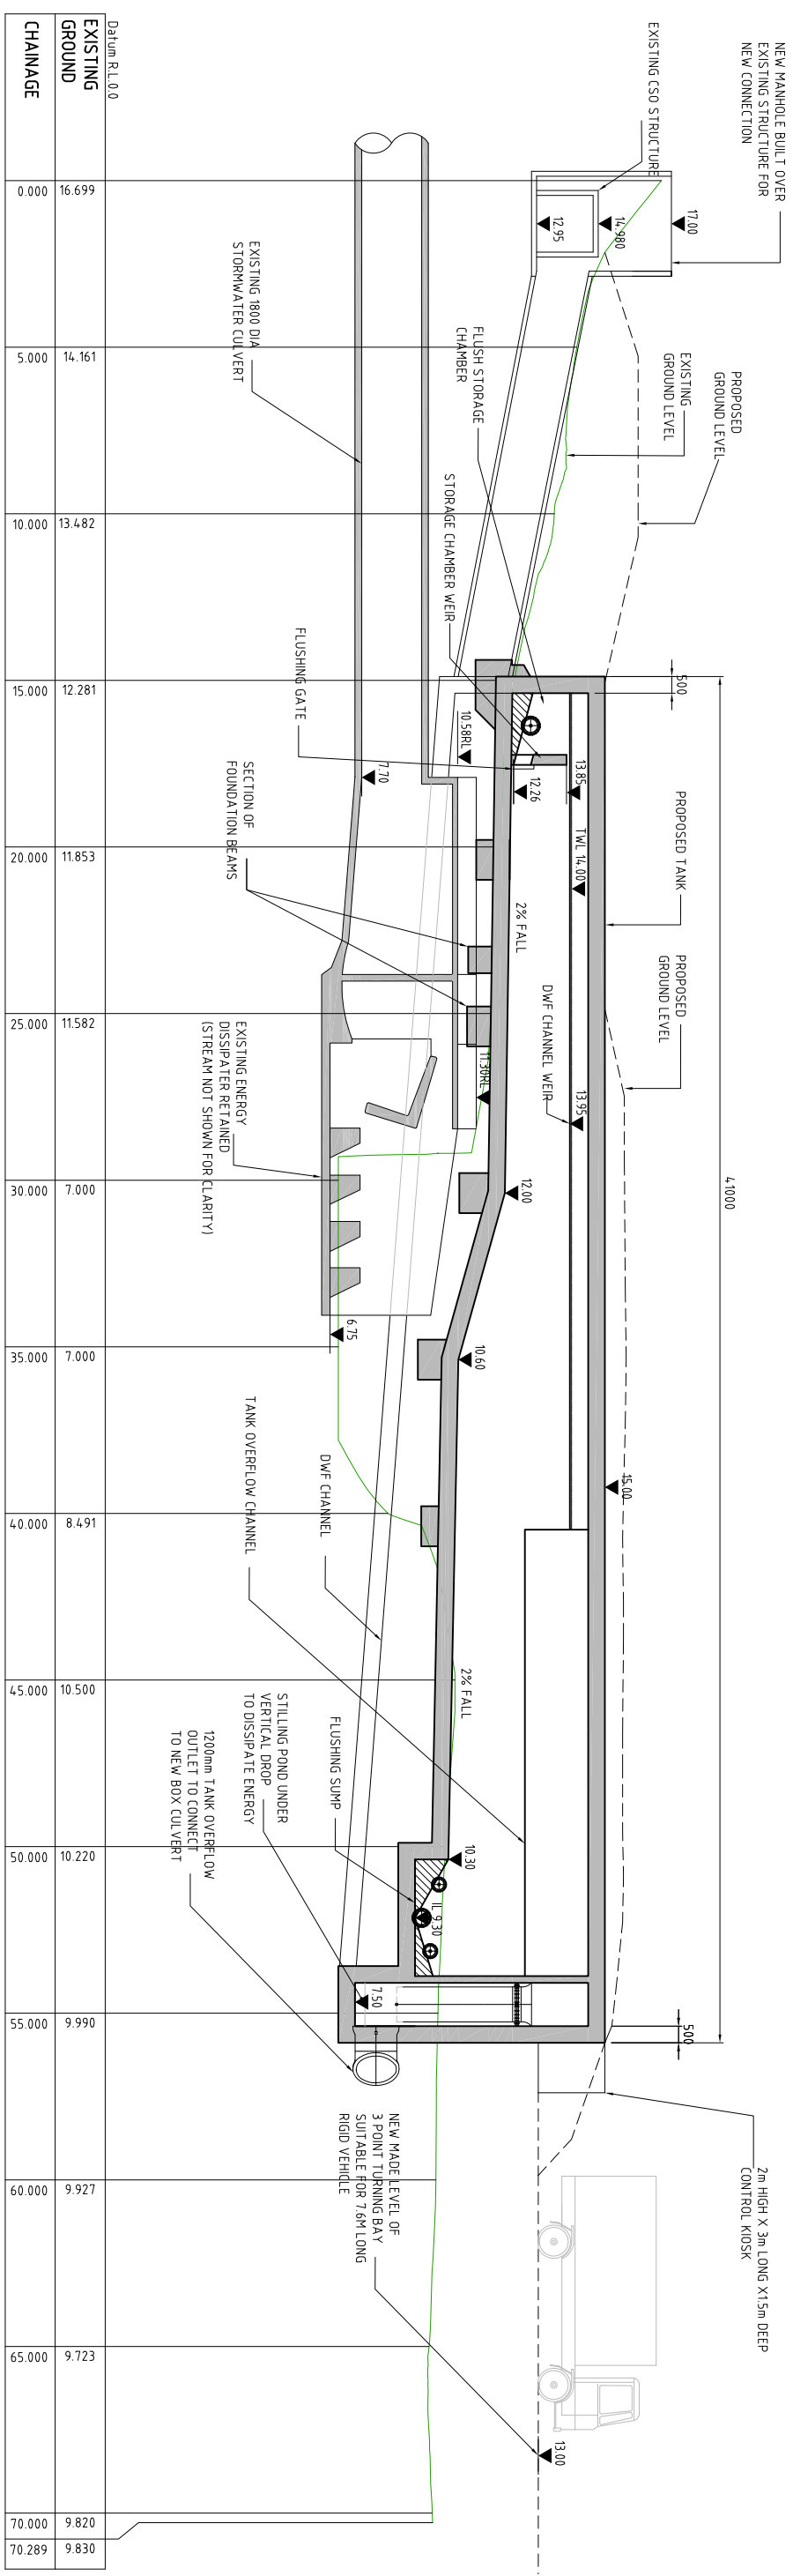 NEW MANHOLE BUILT OVER
EXISTING STRUCTURE FOR
NEW CONNECTION
EXISTING CSO STRUCTURE
17.00
14.980
12.95
PROPOSED
GROUND LEVEL
EXISTING
GROUND LEVEL
FLUSH STORAGE
CHAMBER
STORAGE CHAMBER WEIR
EXISTING 1800 DIA
STORMWATER CULVERT
FLUSHING GATE
500
41000
500
10.58RL
7.70
12.26
13.85
TWL 14.00
PROPOSED TANK
PROPOSED
GROUND LEVEL
SECTION OF
FOUNDATION BEAMS
2% FALL
DWF CHANNEL WEIR
13.95
11.30RL
12.00
EXISTING ENERGY
DISSIPATER RETAINED
(STREAM NOT SHOWN FOR CLARITY)
6.75
10.60
15.00
TANK OVERFLOW CHANNEL
DWF CHANNEL
2% FALL
FLUSHING SUMP
STILLING POND UNDER
VERTICAL DROP
TO DISSIPATE ENERGY
1200mm TANK OVERFLOW
OUTLET TO CONNECT
TO NEW BOX CULVERT
10.30
IL 9.30
7.50
2m HIGH X 3m LONG X1.5m DEEP
CONTROL KIOSK
NEW MADE LEVEL OF
3 POINT TURNING BAY
SUITABLE FOR 7.6M LONG
RIGID VEHICLE
13.00
Datum R.L.0.0
EXISTING
GROUND
16.699 14.161 13.482 12.281 11.853 11.582 7.000 7.000 8.491 10.500 10.220 9.990 9.927 9.723 9.820 9.830
CHAINAGE
0.000 5.000 10.000 15.000 20.000 25.000 30.000 35.000 40.000 45.000 50.000 55.000 60.000 65.000 70.000 70.289